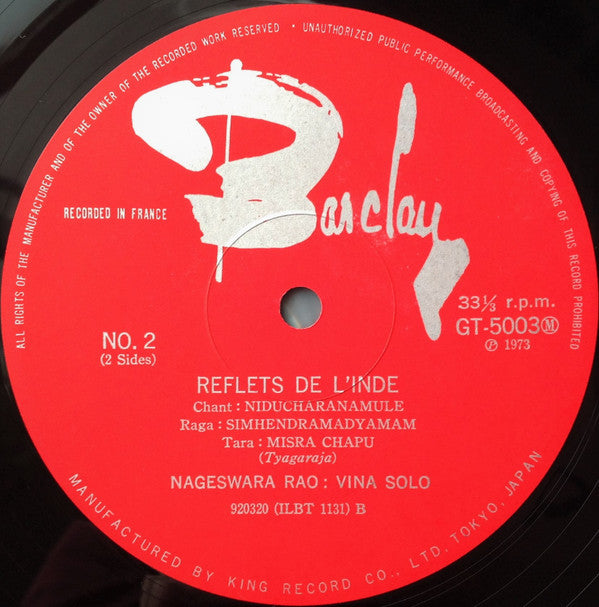 ALL RIGHTS OF THE MANUFACTURER AND OF THE OWNER OF THE RECORDED WORK RESERVED • UNAUTHORIZED PUBLIC PERFORMANCE BROADCASTING AND COPYING OF THIS RECORD PROHIBITED
Barclay
RECORDED IN FRANCE
33⅓ r.p.m.
GT-5003Ⓜ
Ⓟ 1973
NO. 2
(2 Sides)
REFLETS DE L'INDE
Chant : NIDUCHARANAMULE
Raga : SIMHENDRAMADYAMAM
Tara : MISRA CHAPU
(Tyagaraja)
NAGESWARA RAO : VINA SOLO
920320 (ILBT 1131) B
MANUFACTURED BY KING RECORD CO., LTD. TOKYO, JAPAN